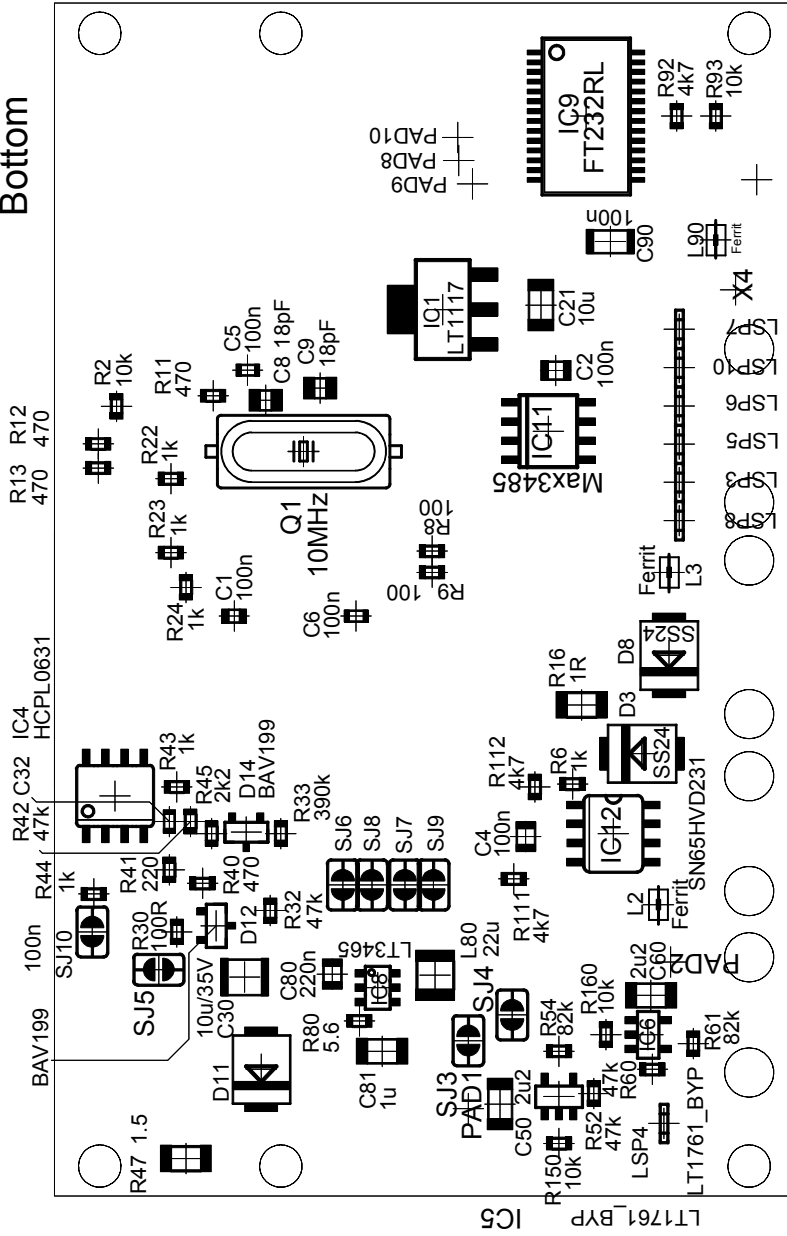 Bottom
R92
4k7
R93
10k
IC9
FT232RL
PAD10
PAD8
PAD9
100n
C90
L90
Ferrit
X4
IC1
LT1117
C21
10u
C5
100n
C8 18pF
C9
18pF
R11
470
R2
10k
R12
470
R13
470
R22
1k
R23
1k
R24
1k
Q1
10MHz
C1
100n
C6
100n
R8
100
R9
100
C2
100n
IC11
Max3485
LSP7
LSP10
LSP6
LSP5
LSP3
LSP8
Ferrit
L3
D8
SS24
D3
SS24
R16
1R
IC4
HCPL0631
C32
R42
47k
R43
1k
R45
2k2
D14
BAV199
R33
390k
R44
1k
R41
220
R40
470
R112
4k7
R6
1k
C4
100n
IC12
SN65HVD231
R111
4k7
L2
Ferrit
SJ6
SJ8
SJ7
SJ9
100n
SJ10
R30
100R
D12
R32
47k
SJ5
10u/35V
C30
C80
220n
LT3465
IC8
L80
22u
SJ4
BAV199
D11
R80
5.6
C81
1u
SJ3
PAD1
R54
82k
R160
10k
2u2
C60
PAD2
IC6
R61
82k
R47 1.5
C50
2u2
R150
10k
R52
47k
47k
R60
LSP4
LT1761_BYP
IC5
LT1761_BYP